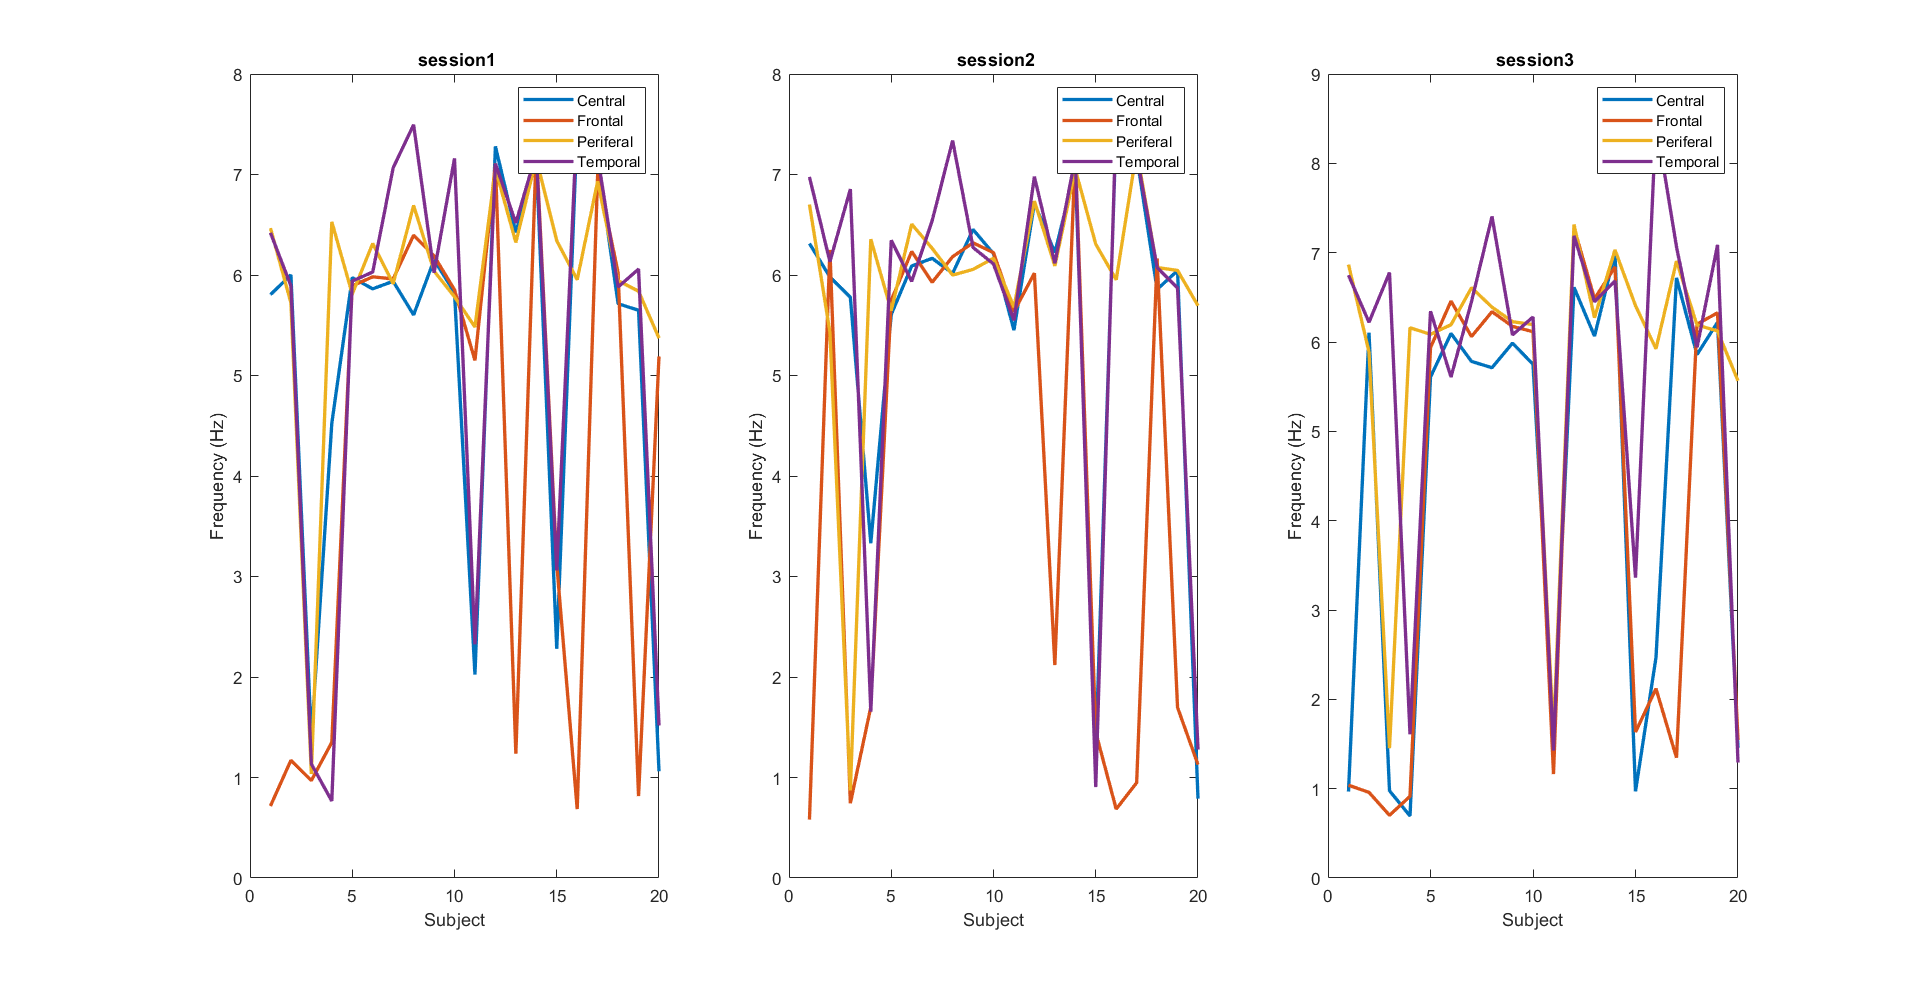 session1
8
7
6
5
4
3
2
1
0
Frequency (Hz)
Central
Frontal
Periferal
Temporal
0 5 10 15 20
Subject
session2
8
7
6
5
4
3
2
1
0
Frequency (Hz)
Central
Frontal
Periferal
Temporal
0 5 10 15 20
Subject
session3
9
8
7
6
5
4
3
2
1
0
Frequency (Hz)
Central
Frontal
Periferal
Temporal
0 5 10 15 20
Subject